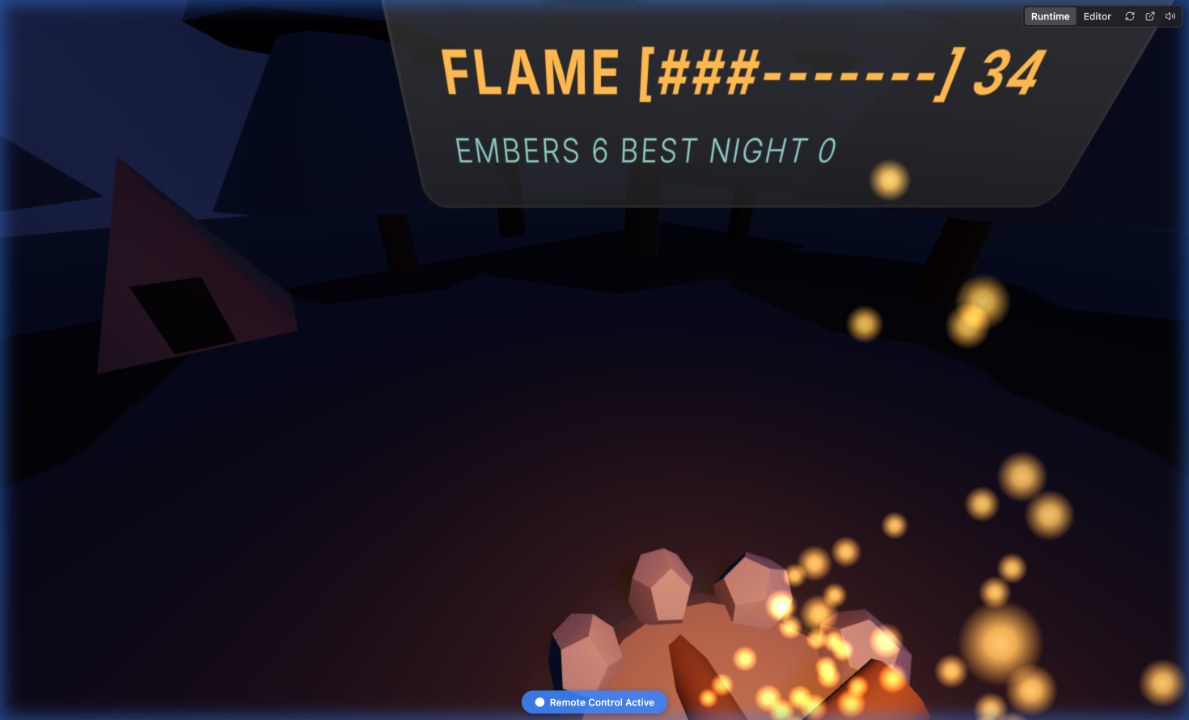 Runtime Editor
FLAME [###-------] 34
EMBERS 6 BEST NIGHT 0
Remote Control Active